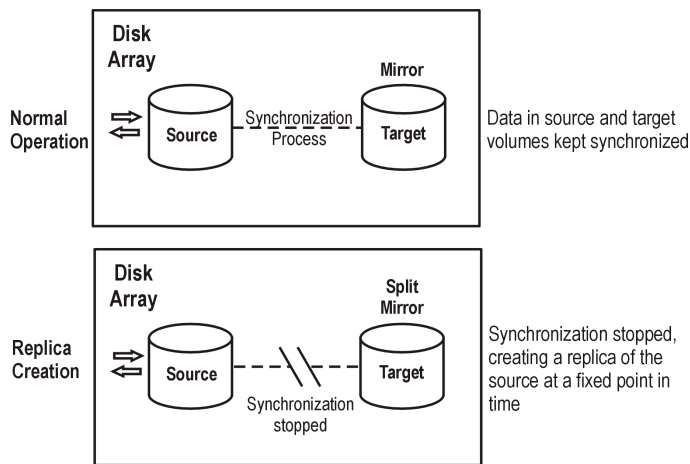 Disk
Array
Mirror
Normal
Operation
Source
Synchronization
Process
Target
Data in source and target
volumes kept synchronized
Disk
Array
Split
Mirror
Replica
Creation
Source
Synchronization
stopped
Target
Synchronization stopped,
creating a replica of the
source at a fixed point in
time